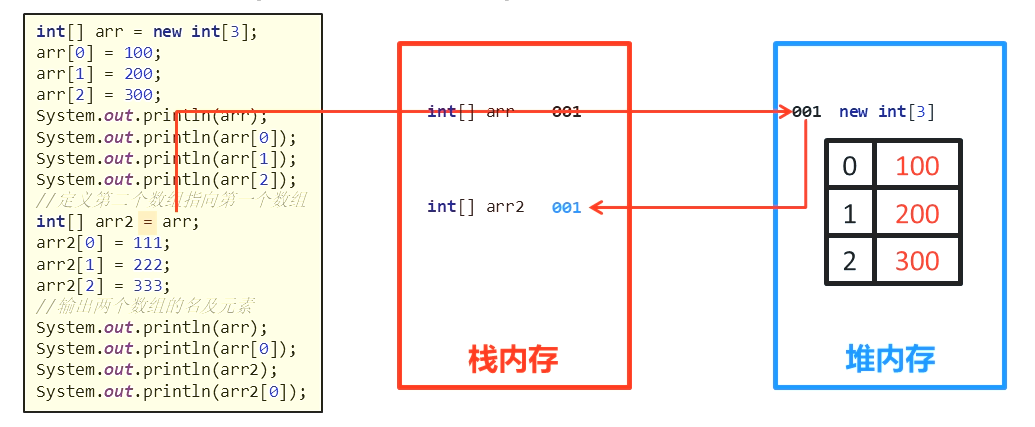 int[] arr = new int[3];
arr[0] = 100;
arr[1] = 200;
arr[2] = 300;
System.out.println(arr);
System.out.println(arr[0]);
System.out.println(arr[1]);
System.out.println(arr[2]);
//定义第二个数组指向第一个数组
int[] arr2 = arr;
arr2[0] = 111;
arr2[1] = 222;
arr2[2] = 333;
//输出两个数组的名及元素
System.out.println(arr);
System.out.println(arr[0]);
System.out.println(arr2);
System.out.println(arr2[0]);
int[] arr 001
int[] arr2 001
栈内存
001 new int[3]
0 100
1 200
2 300
堆内存